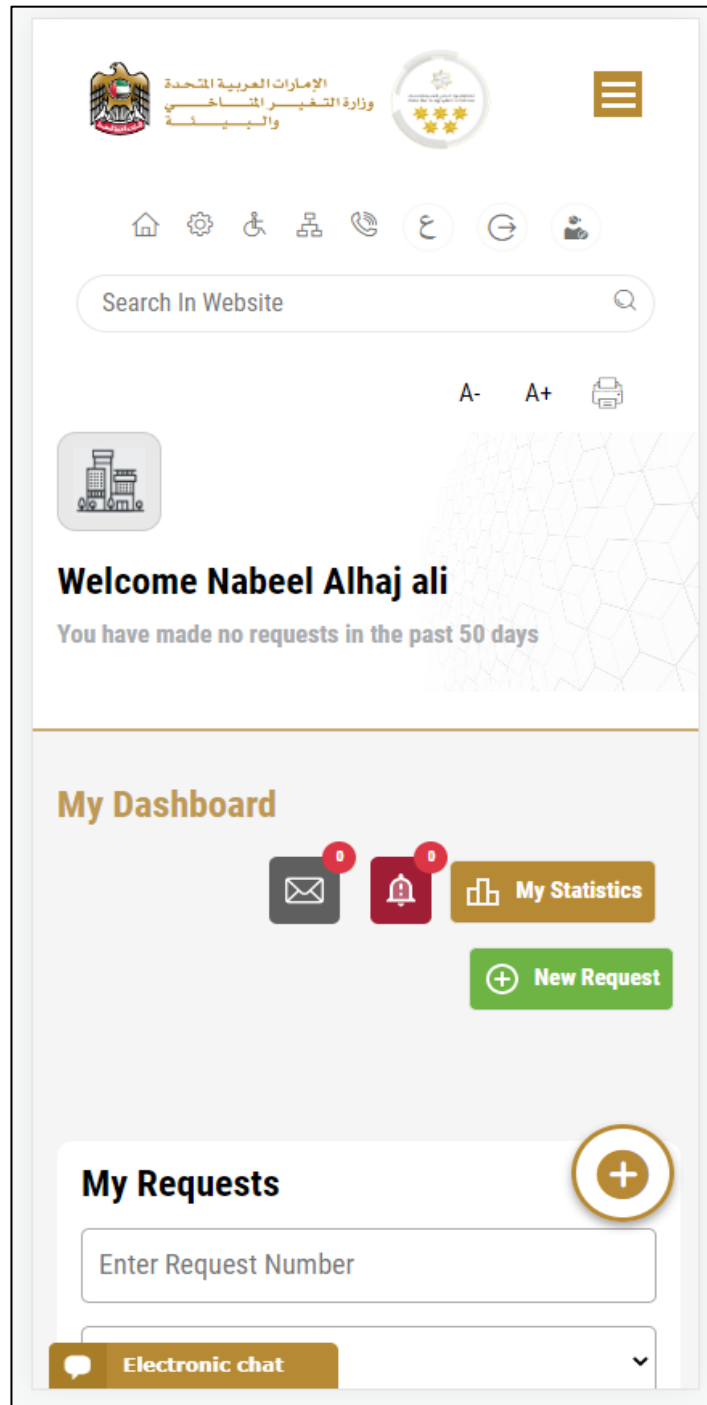 الإمارات العربية المتحدة
وزارة التغير المناخي
والبيئة
ع
Search In Website
A- A+
Welcome Nabeel Alhaj ali
You have made no requests in the past 50 days
My Dashboard
0 0
My Statistics
New Request
My Requests
Enter Request Number
Electronic chat